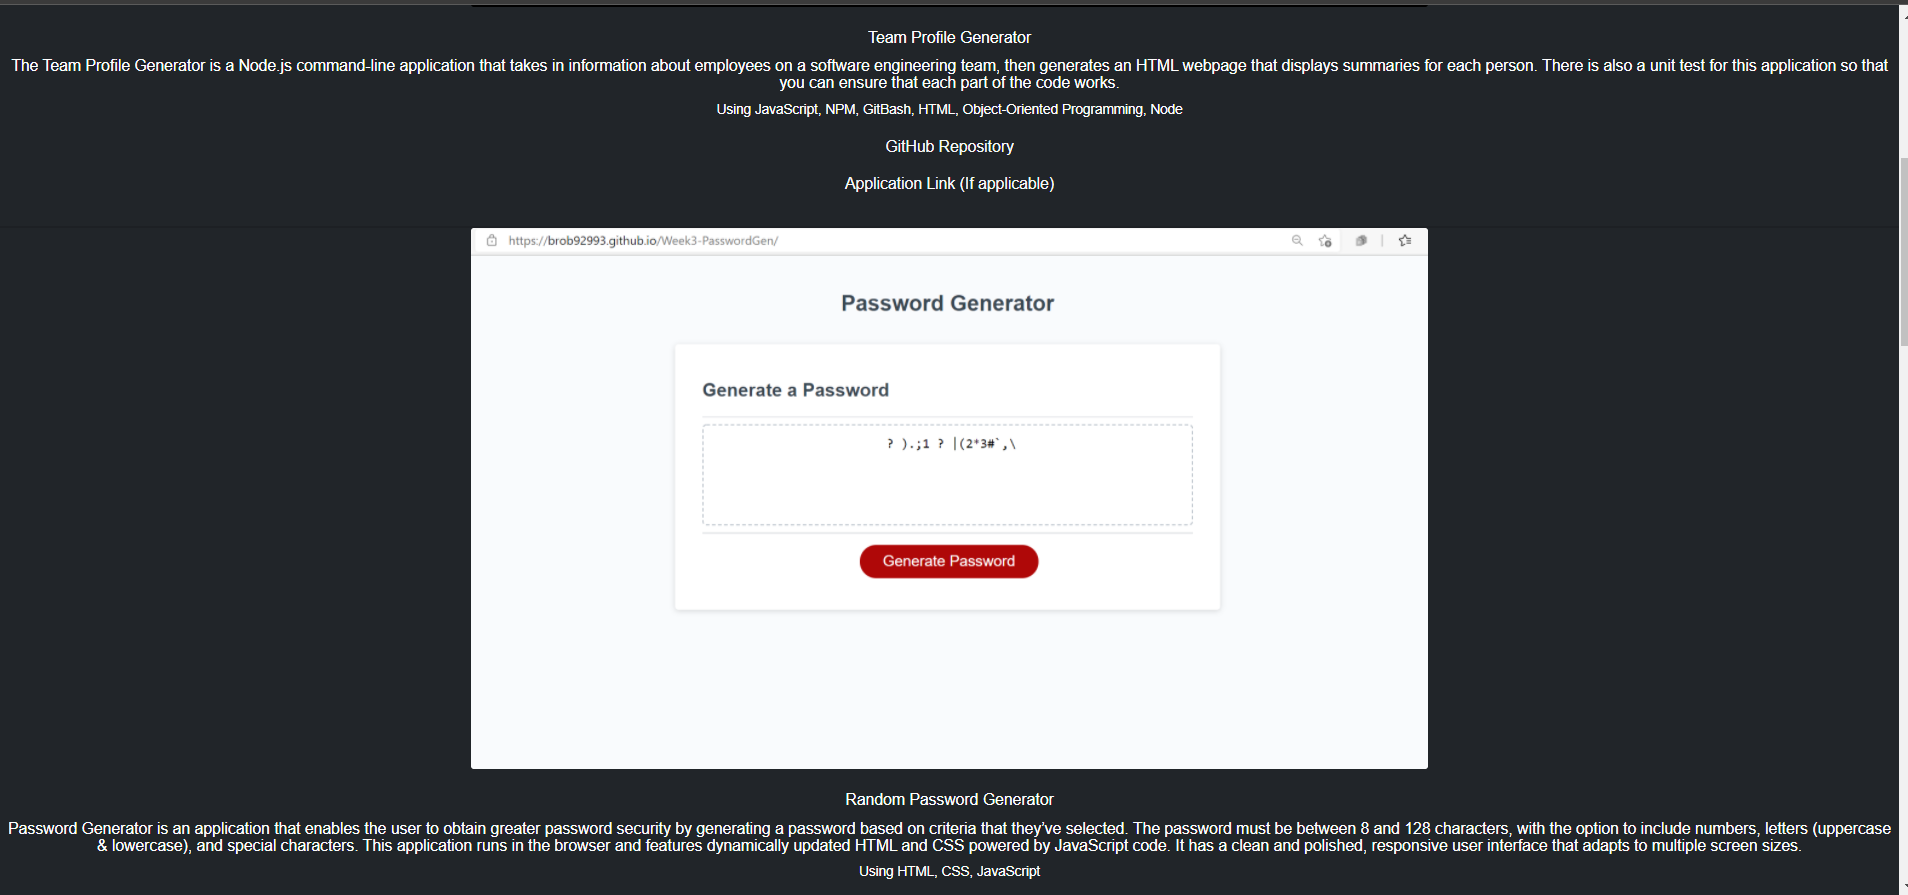 Team Profile Generator
The Team Profile Generator is a Node.js command-line application that takes in information about employees on a software engineering team, then generates an HTML webpage that displays summaries for each person. There is also a unit test for this application so that
you can ensure that each part of the code works.
Using JavaScript, NPM, GitBash, HTML, Object-Oriented Programming, Node
GitHub Repository
Application Link (If applicable)
https://brob92993.github.io/Week3-PasswordGen/
Password Generator
Generate a Password
? ).;1 ? |(2*3#`,\
Generate Password
Random Password Generator
Password Generator is an application that enables the user to obtain greater password security by generating a password based on criteria that they've selected. The password must be between 8 and 128 characters, with the option to include numbers, letters (uppercase
& lowercase), and special characters. This application runs in the browser and features dynamically updated HTML and CSS powered by JavaScript code. It has a clean and polished, responsive user interface that adapts to multiple screen sizes.
Using HTML, CSS, JavaScript